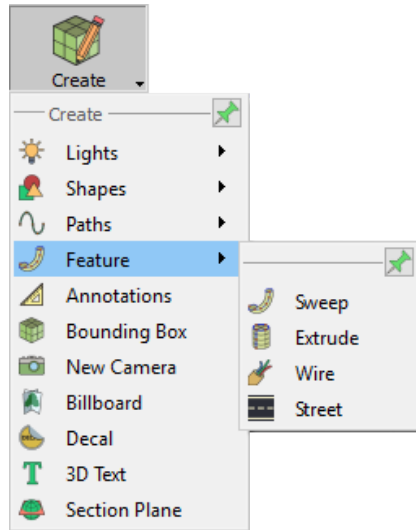 Create
Create
Lights
Shapes
Paths
Feature
Annotations
Bounding Box
New Camera
Billboard
Decal
3D Text
Section Plane
Sweep
Extrude
Wire
Street